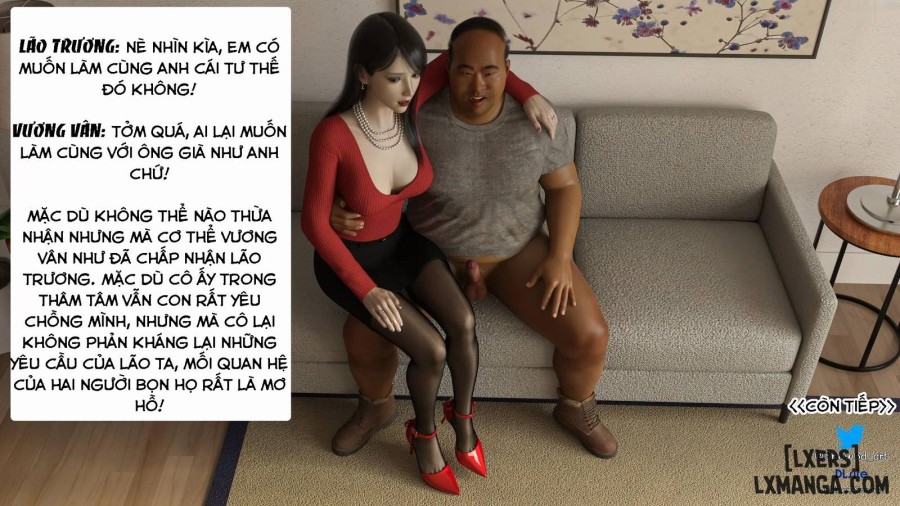 LÃO TRƯƠNG: NÈ NHÌN KÌA, EM CÓ
MUỐN LÀM CÙNG ANH CÁI TƯ THẾ
ĐÓ KHÔNG!
VƯƠNG VÂN: TỞM QUÁ, AI LẠI MUỐN
LÀM CÙNG VỚI ÔNG GIÀ NHƯ ANH
CHỨ!
MẶC DÙ KHÔNG THỂ NÀO THỪA
NHẬN NHƯNG MÀ CƠ THỂ VƯƠNG
VÂN NHƯ ĐÃ CHẤP NHẬN LÃO
TRƯƠNG. MẶC DÙ CÔ ẤY TRONG
THÂM TÂM VẪN CON RẤT YÊU
CHỒNG MÌNH, NHƯNG MÀ CÔ LẠI
KHÔNG PHẢN KHÁNG LẠI NHỮNG
YÊU CẦU CỦA LÃO TA, MỐI QUAN HỆ
CỦA HAI NGƯỜI BỌN HỌ RẤT LÀ MƠ
HỒ!
<<CÒN TIẾP>>
[LXERS]
LXMANGA.COM